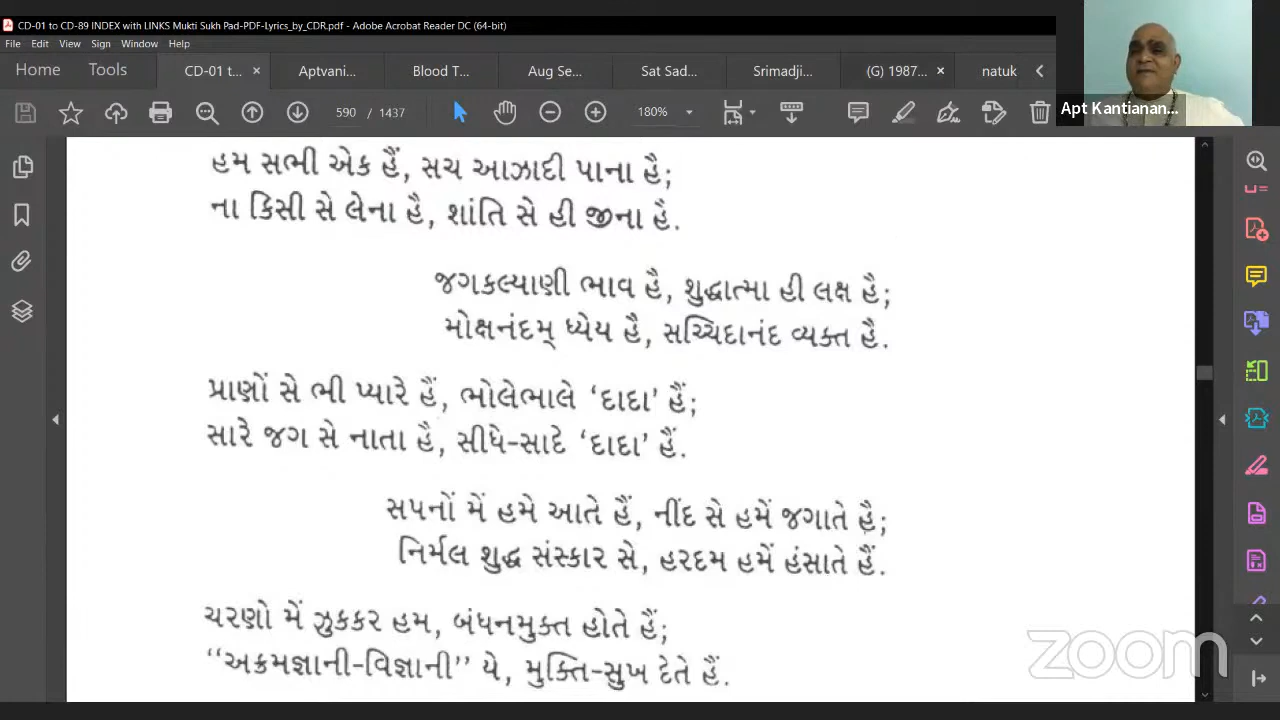 CD-01 to CD-89 INDEX with LINKS Mukti Sukh Pad-PDF-Lyrics_by_CDR.pdf - Adobe Acrobat Reader DC (64-bit)
File Edit View Sign Window Help
Home Tools CD-01 t... × Aptvani... Blood T... Aug Se... Sat Sad... Srimadji... (G) 1987... × natuk
590 / 1437 180%
Apt Kantianan...
હમ સભી એક હૈં, સચ આઝાદી પાના હૈ;
ના કિસી સે લેના હૈ, શાંતિ સે હી જીના હૈ.
જગકલ્યાણી ભાવ હૈ, શુદ્ધાત્મા હી લક્ષ હૈ;
મોક્ષનંદમ્ ધ્યેય હૈ, સચ્ચિદાનંદ વ્યક્ત હૈ.
પ્રાણોં સે ભી પ્યારે હૈં, ભોલેભાલે ‘દાદા’ હૈં;
સારે જગ સે નાતા હૈ, સીધે-સાદે ‘દાદા’ હૈં.
સપનોં મેં હમે આતે હૈં, નીંદ સે હમેં જગાતે હૈ;
નિર્મલ શુદ્ધ સંસ્કાર સે, હરદમ હમેં હંસાતે હૈં.
ચરણો મેં ઝુકકર હમ, બંધનમુક્ત હોતે હૈં;
“અક્રમજ્ઞાની-વિજ્ઞાની” યે, મુક્તિ-સુખ દેતે હૈં.
zoom